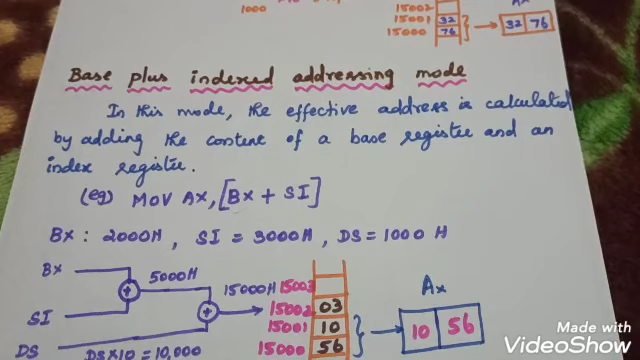 1000
15002
15001 32
15000 76
32 76
Ax
Base plus indexed addressing mode
In this mode, the effective address is calculated
by adding the content of a base register and an
index register.
(eg) MOV AX, [BX + SI]
BX : 2000H , SI = 3000H , DS = 1000 H
BX
5000H
15000H
SI
DS×10 = 10,000
15003
15002 03
15001 10
15000 56
Ax
10 56
Made with
VideoShow